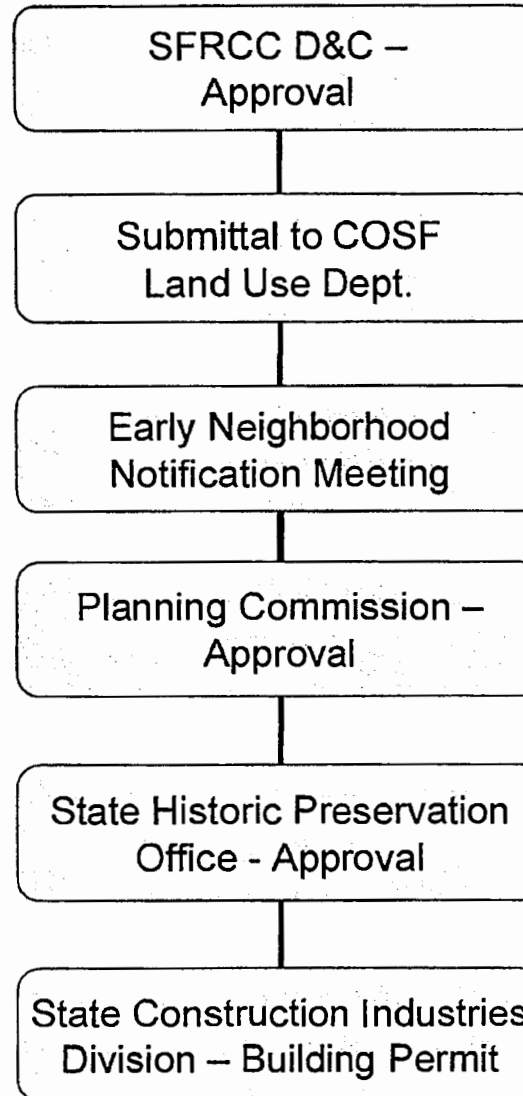 SFRCC D&C –
Approval
Submittal to COSF
Land Use Dept.
Early Neighborhood
Notification Meeting
Planning Commission –
Approval
State Historic Preservation
Office - Approval
State Construction Industries
Division – Building Permit